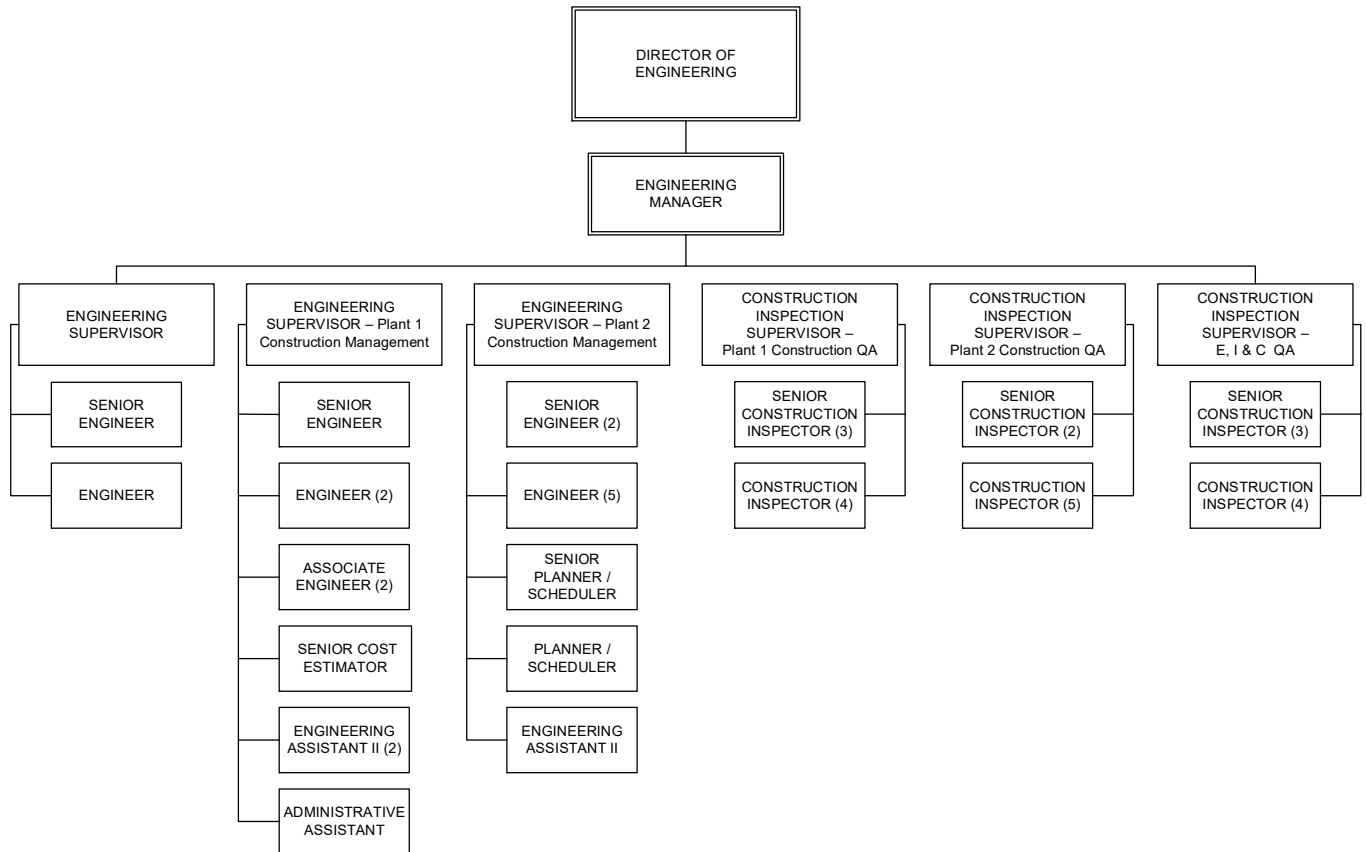 DIRECTOR OF
ENGINEERING
ENGINEERING
MANAGER
ENGINEERING
SUPERVISOR
SENIOR
ENGINEER
ENGINEER
ENGINEERING
SUPERVISOR – Plant 1
Construction Management
SENIOR
ENGINEER
ENGINEER (2)
ASSOCIATE
ENGINEER (2)
SENIOR COST
ESTIMATOR
ENGINEERING
ASSISTANT II (2)
ADMINISTRATIVE
ASSISTANT
ENGINEERING
SUPERVISOR – Plant 2
Construction Management
SENIOR
ENGINEER (2)
ENGINEER (5)
SENIOR
PLANNER /
SCHEDULER
PLANNER /
SCHEDULER
ENGINEERING
ASSISTANT II
CONSTRUCTION
INSPECTION
SUPERVISOR –
Plant 1 Construction QA
SENIOR
CONSTRUCTION
INSPECTOR (3)
CONSTRUCTION
INSPECTOR (4)
CONSTRUCTION
INSPECTION
SUPERVISOR –
Plant 2 Construction QA
SENIOR
CONSTRUCTION
INSPECTOR (2)
CONSTRUCTION
INSPECTOR (5)
CONSTRUCTION
INSPECTION
SUPERVISOR –
E, I & C QA
SENIOR
CONSTRUCTION
INSPECTOR (3)
CONSTRUCTION
INSPECTOR (4)